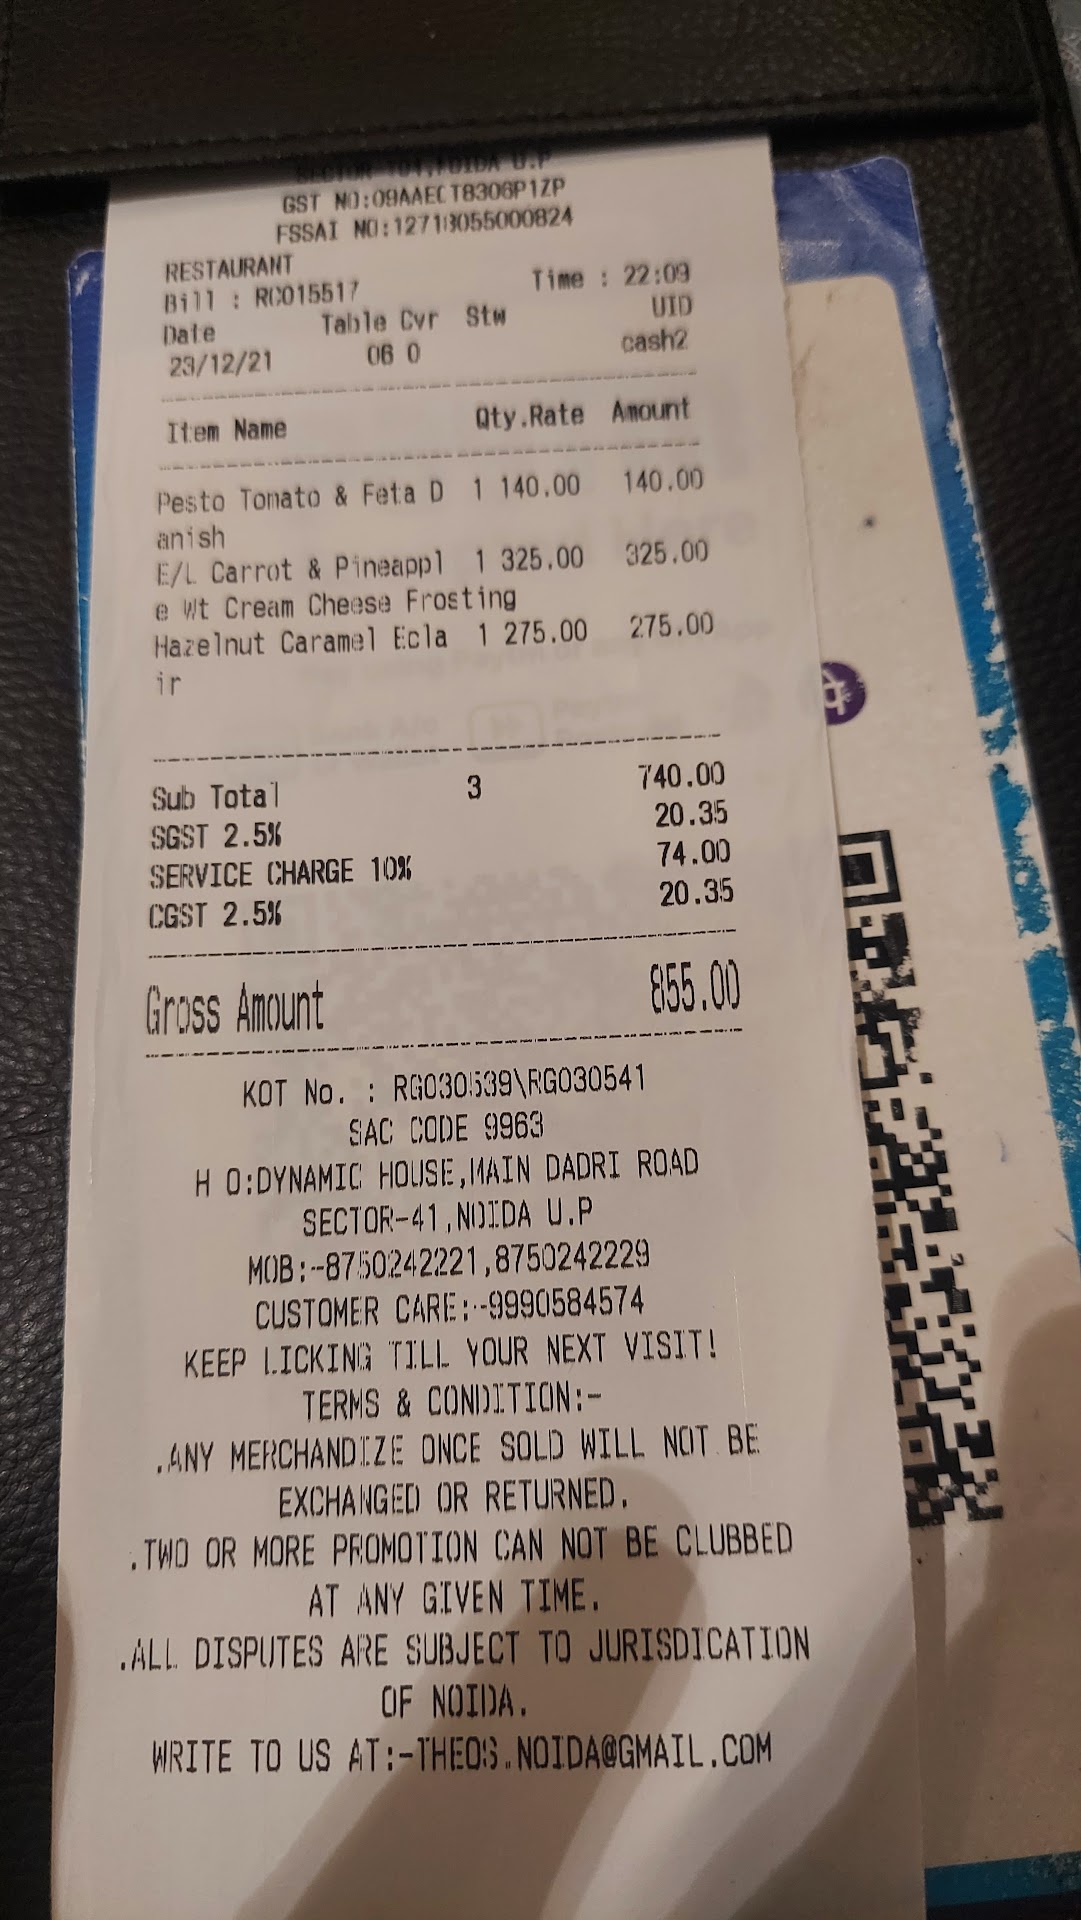 SECTOR 104,NOIDA U.P
GST NO:09AAECT8306P1ZP
FSSAI NO:12718055000824
RESTAURANT
Bill : RC015517 Time : 22:09
Date Table Cvr Stw UID
23/12/21 06 0 cash2
Item Name Qty.Rate Amount
Pesto Tomato & Feta D 1 140.00 140.00
anish
E/L Carrot & Pineappl 1 325.00 325.00
e Wt Cream Cheese Frosting
Hazelnut Caramel Ecla 1 275.00 275.00
ir
Sub Total 3 740.00
SGST 2.5% 20.35
SERVICE CHARGE 10% 74.00
CGST 2.5% 20.35
Gross Amount 855.00
KOT No. : RG030539\RG030541
SAC CODE 9963
H O:DYNAMIC HOUSE,MAIN DADRI ROAD
SECTOR-41,NOIDA U.P
MOB:-8750242221,8750242229
CUSTOMER CARE:-9990584574
KEEP LICKING TILL YOUR NEXT VISIT!
TERMS & CONDITION:-
.ANY MERCHANDIZE ONCE SOLD WILL NOT BE
EXCHANGED OR RETURNED.
.TWO OR MORE PROMOTION CAN NOT BE CLUBBED
AT ANY GIVEN TIME.
.ALL DISPUTES ARE SUBJECT TO JURISDICATION
OF NOIDA.
WRITE TO US AT:-THEOS.NOIDA@GMAIL.COM